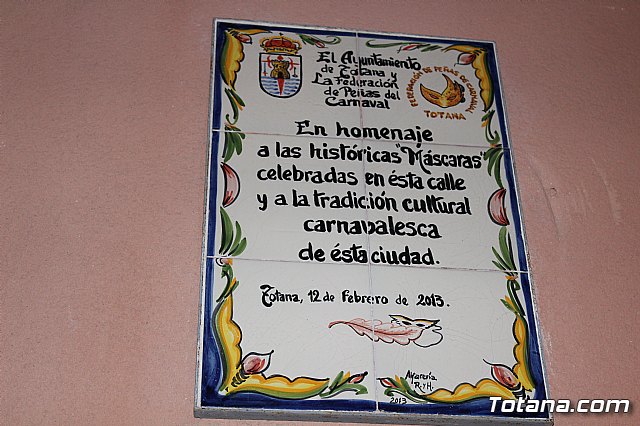 El Ayuntamiento
de Totana y
La Federación
de Peñas del
Carnaval
FEDERACIÓN DE PEÑAS DE CARNAVAL
TOTANA
En homenaje
a las históricas "Máscaras"
celebradas en ésta calle
y a la tradición cultural
carnavalesca
de ésta ciudad.
Totana, 12 de Febrero de 2013.
Alfarería
R. y H.
2013
Totana.com